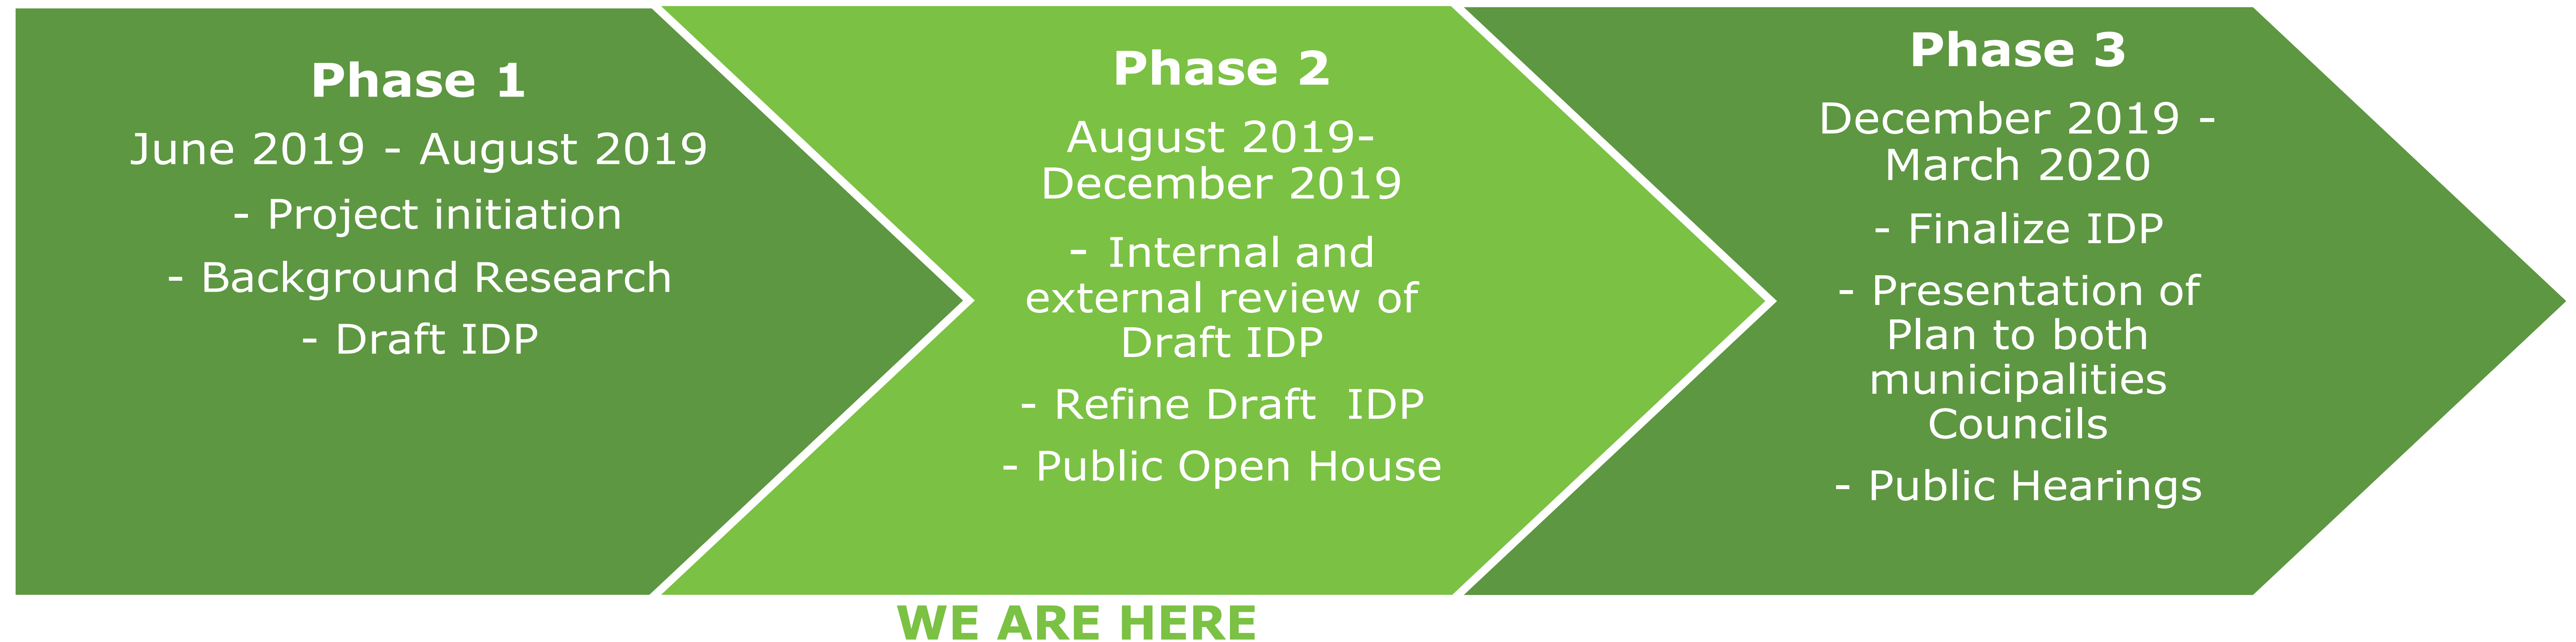 Phase 1
June 2019 - August 2019
- Project initiation
- Background Research
- Draft IDP
Phase 2
August 2019-
December 2019
- Internal and
external review of
Draft IDP
- Refine Draft  IDP
- Public Open House
Phase 3
December 2019 -
March 2020
- Finalize IDP
- Presentation of
Plan to both
municipalities
Councils
- Public Hearings
WE ARE HERE